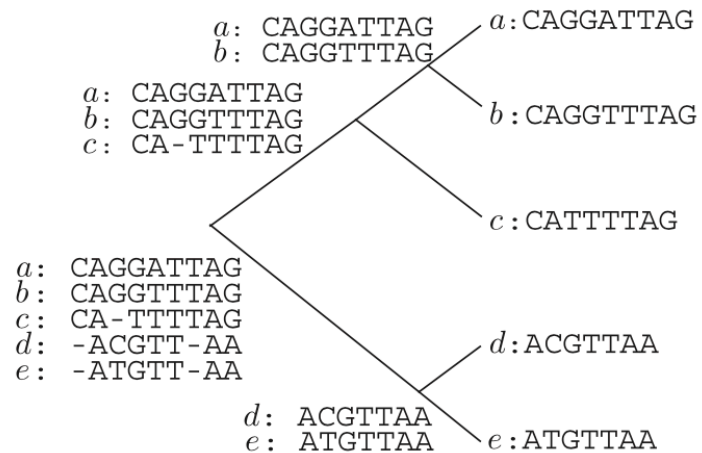 a: CAGGATTAG
b: CAGGTTTAG
a:CAGGATTAG
a: CAGGATTAG
b: CAGGTTTAG
c: CA-TTTTAG
b:CAGGTTTAG
c:CATTTTAG
a: CAGGATTAG
b: CAGGTTTAG
c: CA-TTTTAG
d: -ACGTT-AA
e: -ATGTT-AA
d:ACGTTAA
d: ACGTTAA
e: ATGTTAA
e:ATGTTAA